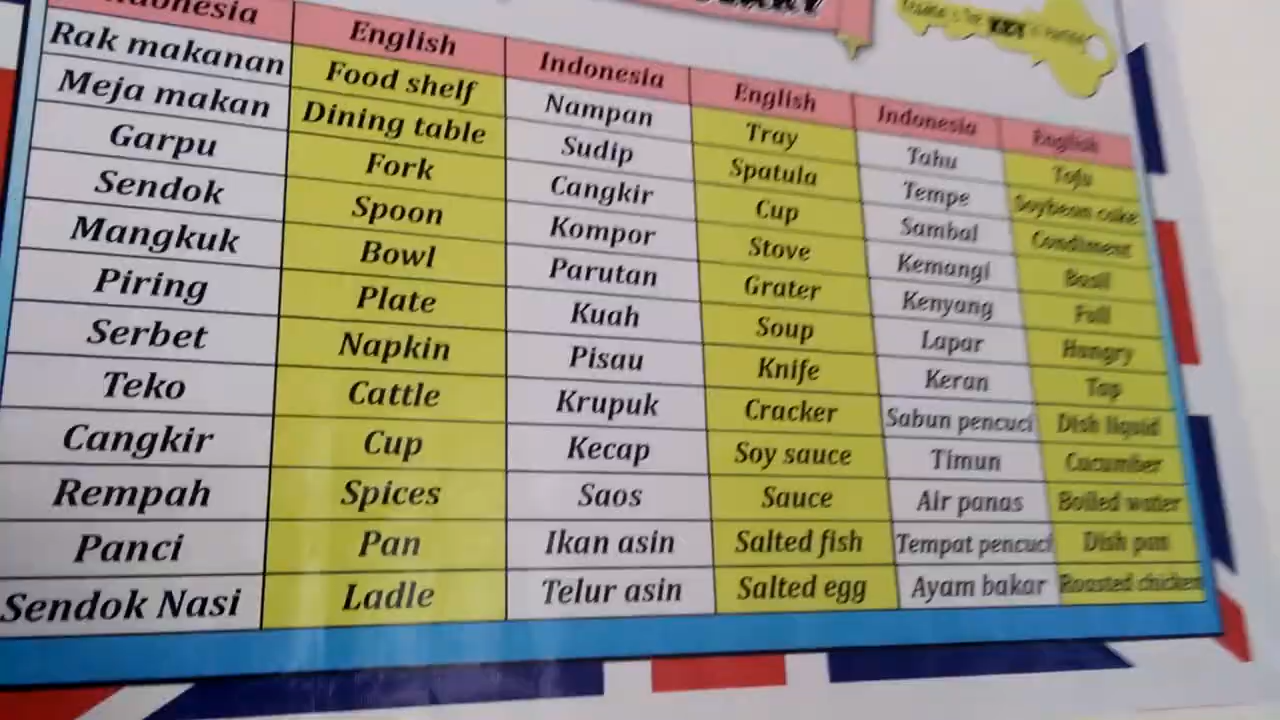 Indonesia English Indonesia English Indonesia English
Rak makanan Food shelf Nampan Tray Tahu Tofu
Meja makan Dining table Sudip Spatula Tempe Soybean cake
Garpu Fork Cangkir Cup Sambal Condiment
Sendok Spoon Kompor Stove Kemangi Basil
Mangkuk Bowl Parutan Grater Kenyang Full
Piring Plate Kuah Soup Lapar Hungry
Serbet Napkin Pisau Knife Keran Tap
Teko Cattle Krupuk Cracker Sabun pencuci Dish liquid
Cangkir Cup Kecap Soy sauce Timun Cucumber
Rempah Spices Saos Sauce Air panas Boiled water
Panci Pan Ikan asin Salted fish Tempat pencuci Dish pan
Sendok Nasi Ladle Telur asin Salted egg Ayam bakar Roasted chicken